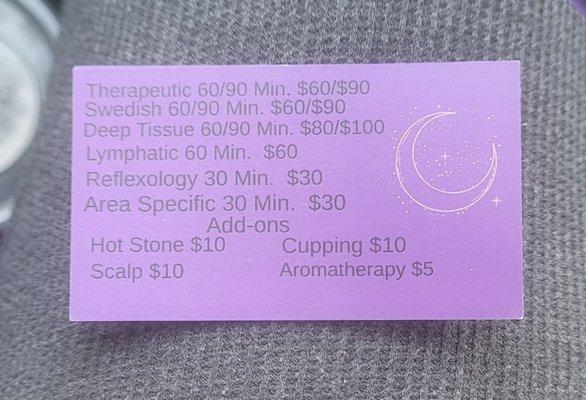 Therapeutic 60/90 Min. $60/$90
Swedish 60/90 Min. $60/$90
Deep Tissue 60/90 Min. $80/$100
Lymphatic 60 Min. $60
Reflexology 30 Min. $30
Area Specific 30 Min. $30
Add-ons
Hot Stone $10 Cupping $10
Scalp $10 Aromatherapy $5